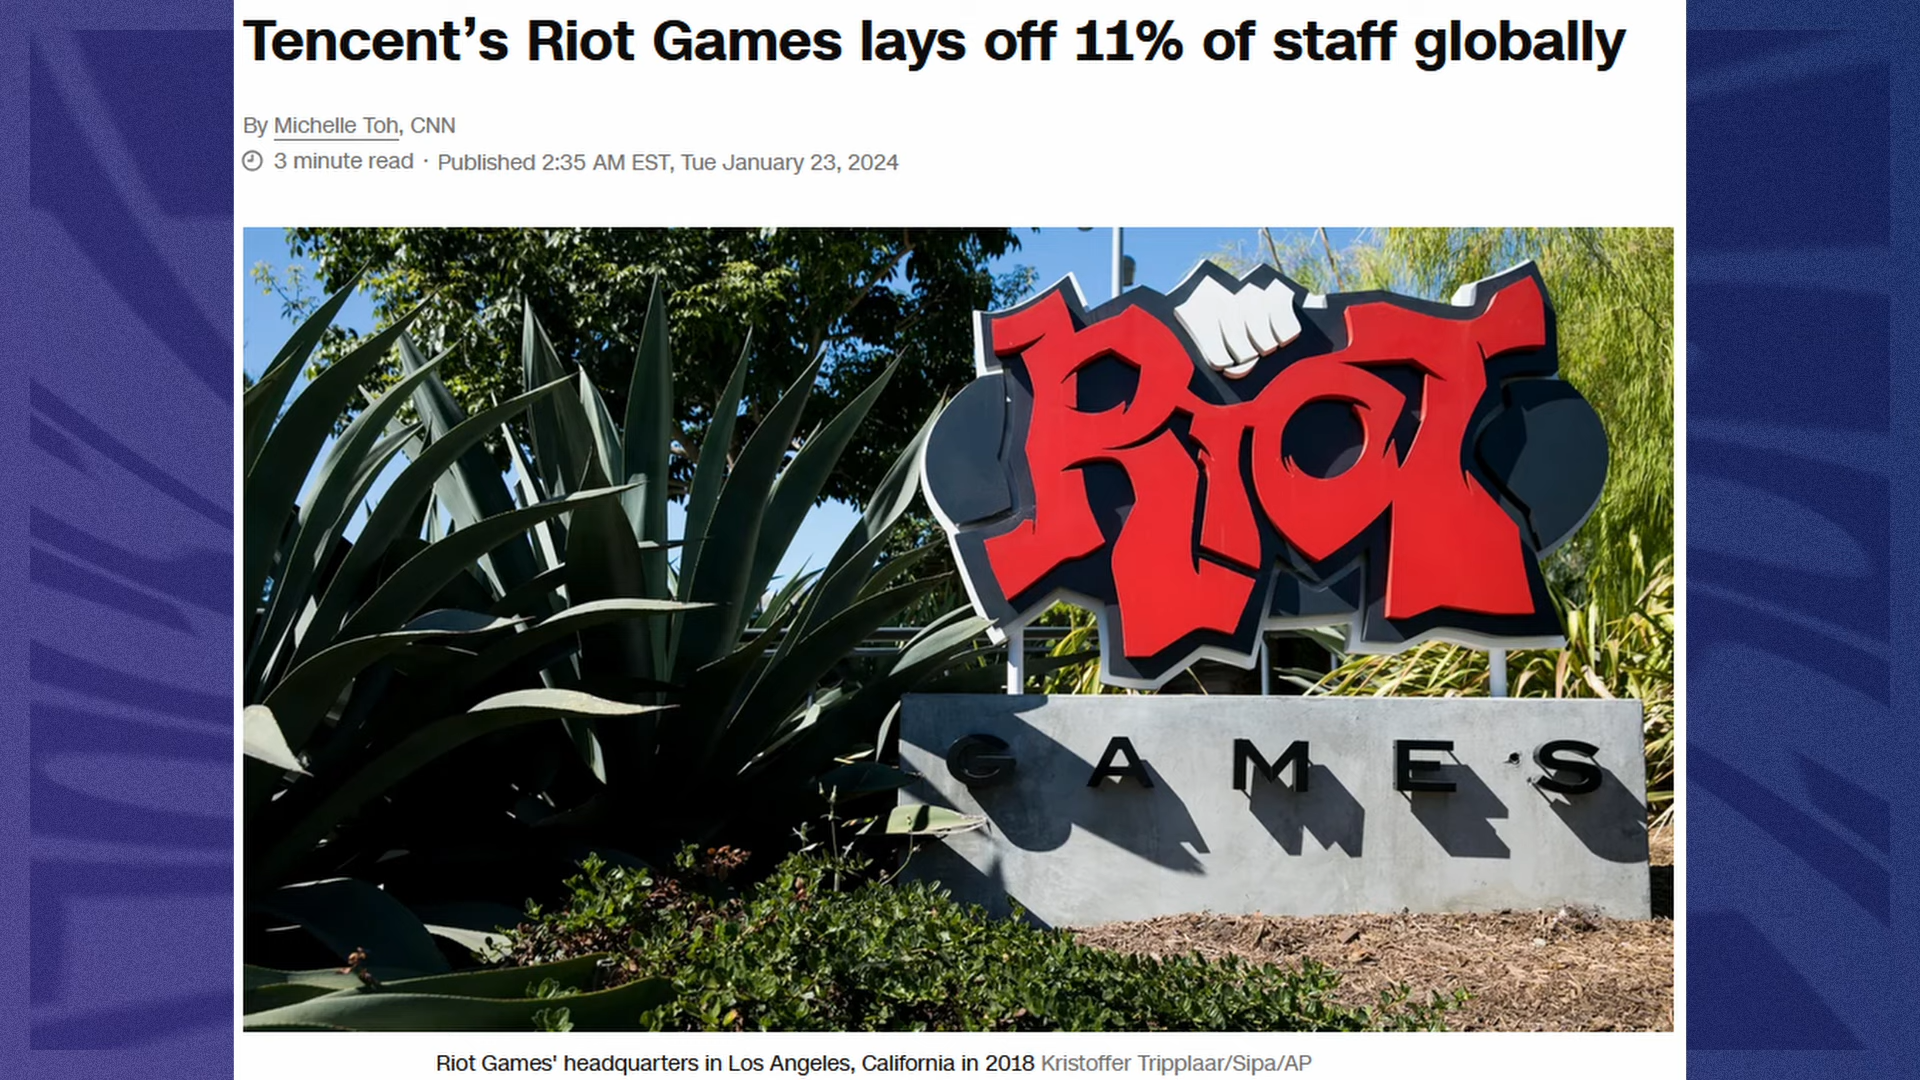 Tencent’s Riot Games lays off 11% of staff globally
By Michelle Toh, CNN
3 minute read · Published 2:35 AM EST, Tue January 23, 2024
RIOT
GAMES
Riot Games' headquarters in Los Angeles, California in 2018 Kristoffer Tripplaar/Sipa/AP